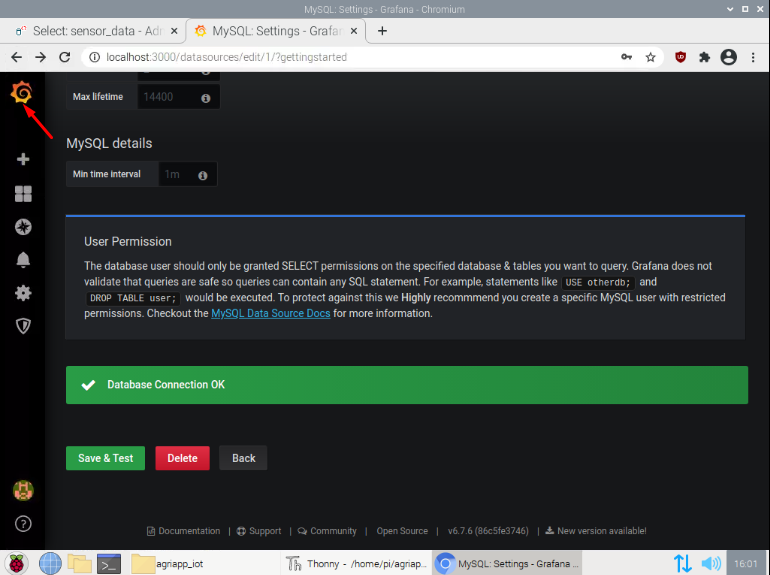 MySQL: Settings - Grafana - Chromium
Select: sensor_data - Adm
MySQL: Settings - Grafan
localhost:3000/datasources/edit/1/?gettingstarted
Max lifetime 14400
MySQL details
Min time interval 1m
User Permission
The database user should only be granted SELECT permissions on the specified database & tables you want to query. Grafana does not
validate that queries are safe so queries can contain any SQL statement. For example, statements like USE otherdb; and
DROP TABLE user; would be executed. To protect against this we Highly recommmend you create a specific MySQL user with restricted
permissions. Checkout the MySQL Data Source Docs for more information.
Database Connection OK
Save & Test Delete Back
Documentation | Support | Community | Open Source | v6.7.6 (86c5fe3746) | New version available!
agriapp_iot Thonny - /home/pi/agriap... MySQL: Settings - Grafana ... 16:01